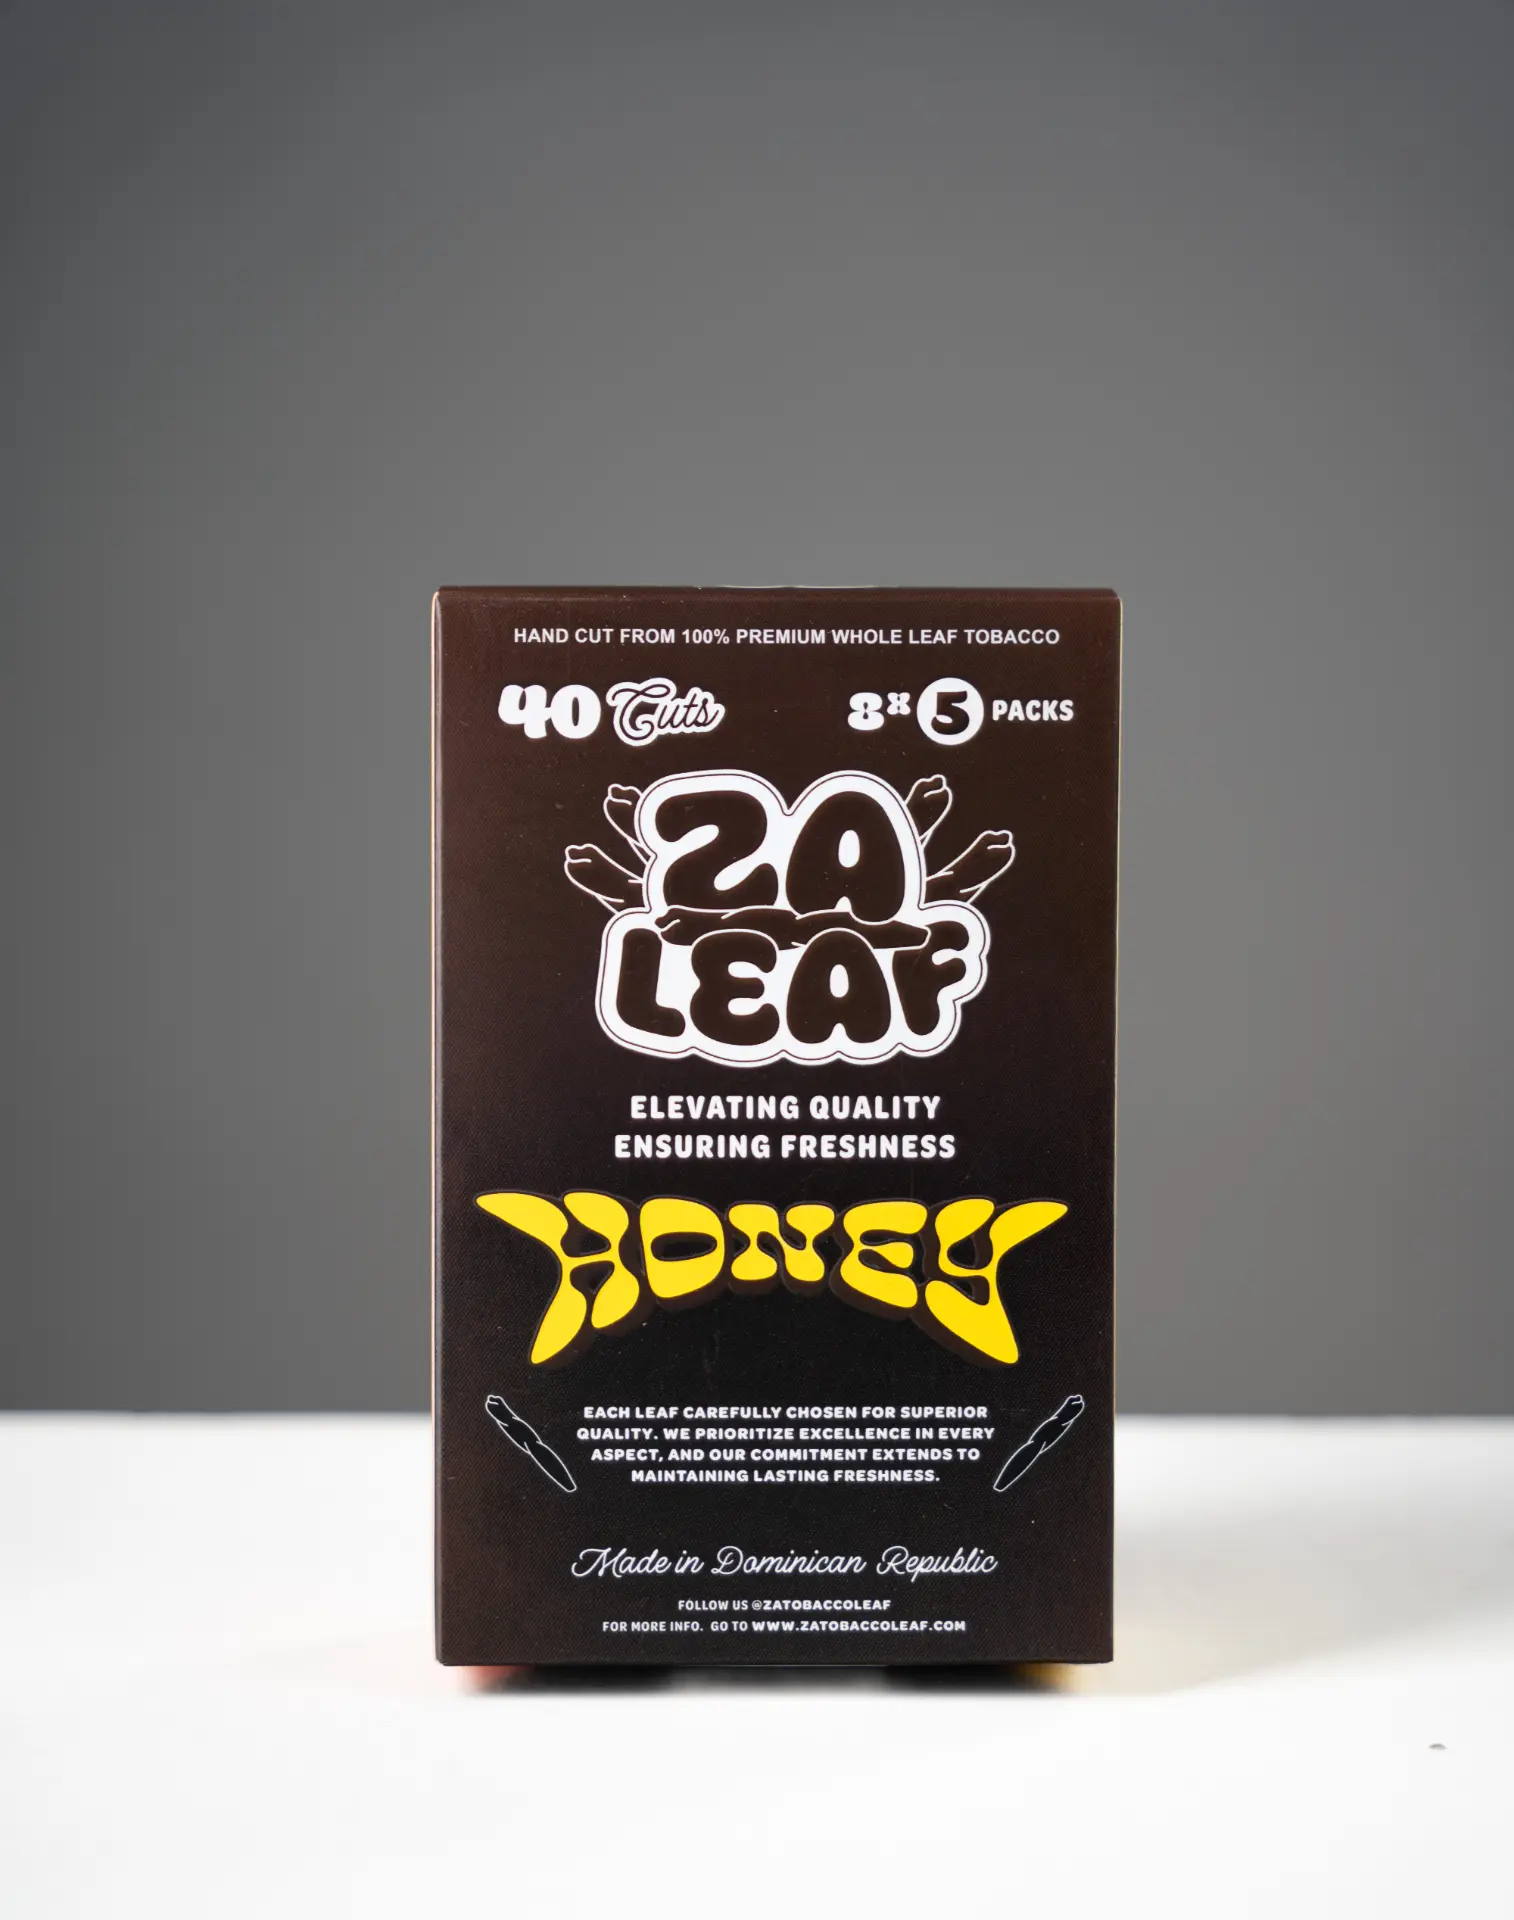 HAND CUT FROM 100% PREMIUM WHOLE LEAF TOBACCO
40 Cuts 8x 5 PACKS
ZA
LEAF
ELEVATING QUALITY
ENSURING FRESHNESS
HONEY
EACH LEAF CAREFULLY CHOSEN FOR SUPERIOR
QUALITY. WE PRIORITIZE EXCELLENCE IN EVERY
ASPECT, AND OUR COMMITMENT EXTENDS TO
MAINTAINING LASTING FRESHNESS.
Made in Dominican Republic
FOLLOW US @ZATOBACCOLEAF
FOR MORE INFO. GO TO WWW.ZATOBACCOLEAF.COM